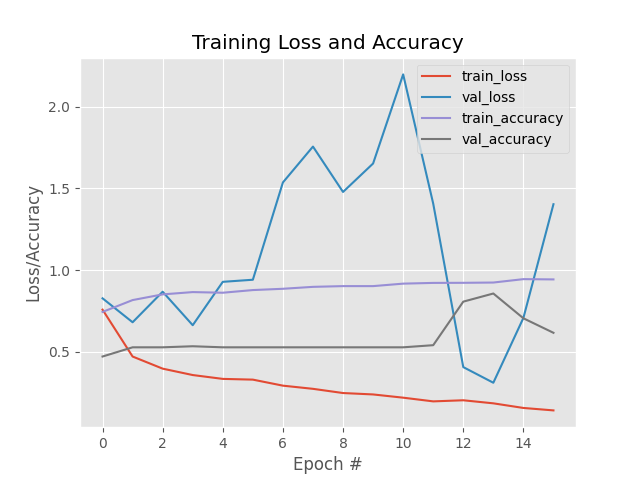 Training Loss and Accuracy
train_loss
val_loss
train_accuracy
val_accuracy
Loss/Accuracy
2.0
1.5
1.0
0.5
0 2 4 6 8 10 12 14
Epoch #